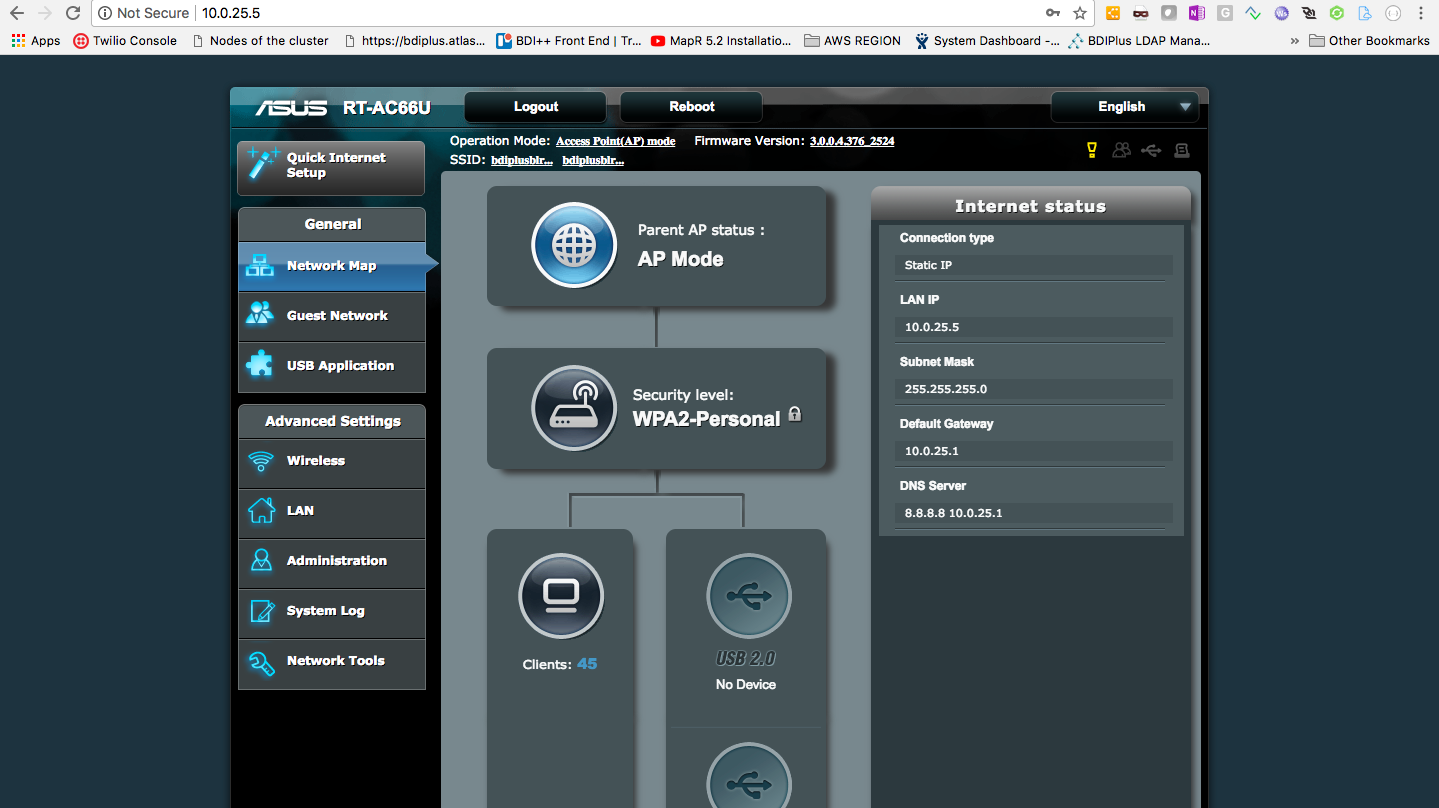 Not Secure 10.0.25.5
Apps Twilio Console Nodes of the cluster https://bdiplus.atlas... BDI++ Front End | Tr... MapR 5.2 Installatio... AWS REGION System Dashboard -... BDIPlus LDAP Mana... » Other Bookmarks
ASUS RT-AC66U Logout Reboot English
Operation Mode: Access Point(AP) mode Firmware Version: 3.0.0.4.376_2524
SSID: bdiplusblr... bdiplusblr...
Quick Internet
Setup
General
Network Map
Guest Network
USB Application
Advanced Settings
Wireless
LAN
Administration
System Log
Network Tools
Parent AP status :
AP Mode
Security level:
WPA2-Personal
Clients: 45
USB 2.0
No Device
Internet status
Connection type
Static IP
LAN IP
10.0.25.5
Subnet Mask
255.255.255.0
Default Gateway
10.0.25.1
DNS Server
8.8.8.8 10.0.25.1